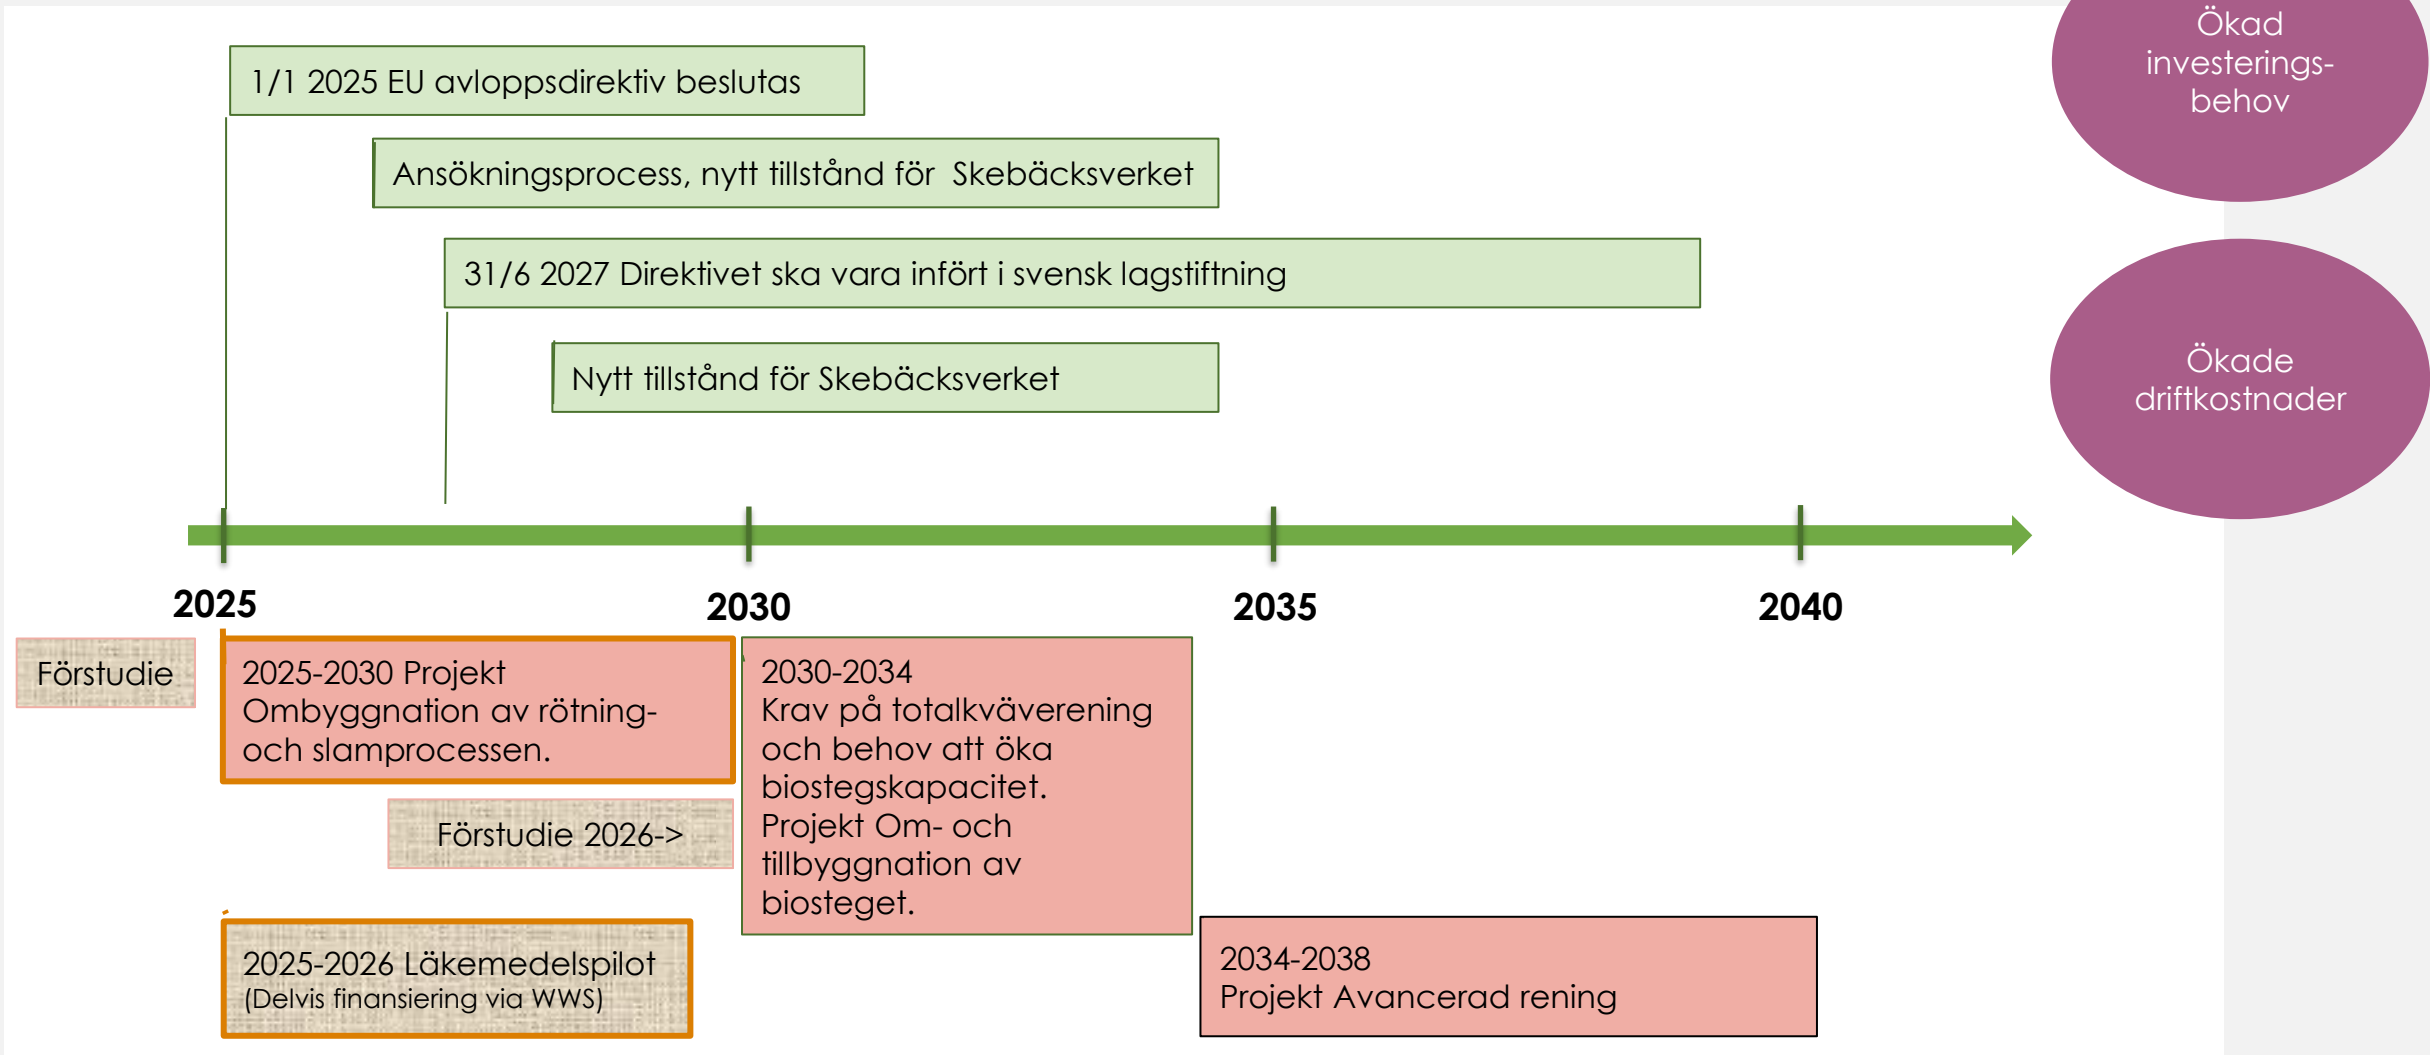 Ökad
investerings-
behov
1/1 2025 EU avloppsdirektiv beslutas
Ansökningsprocess, nytt tillstånd för  Skebäcksverket
31/6 2027 Direktivet ska vara infört i svensk lagstiftning
Nytt tillstånd för Skebäcksverket
Ökade
driftkostnader
2025
2030
2035
2040
Förstudie
2025-2030 Projekt
Ombyggnation av rötning-
och slamprocessen.
2030-2034
Krav på totalkväverening
och behov att öka
biostegskapacitet.
Projekt Om- och
tillbyggnation av
biosteget.
Förstudie 2026->
2025-2026 Läkemedelspilot
(Delvis finansiering via WWS)
2034-2038
Projekt Avancerad rening